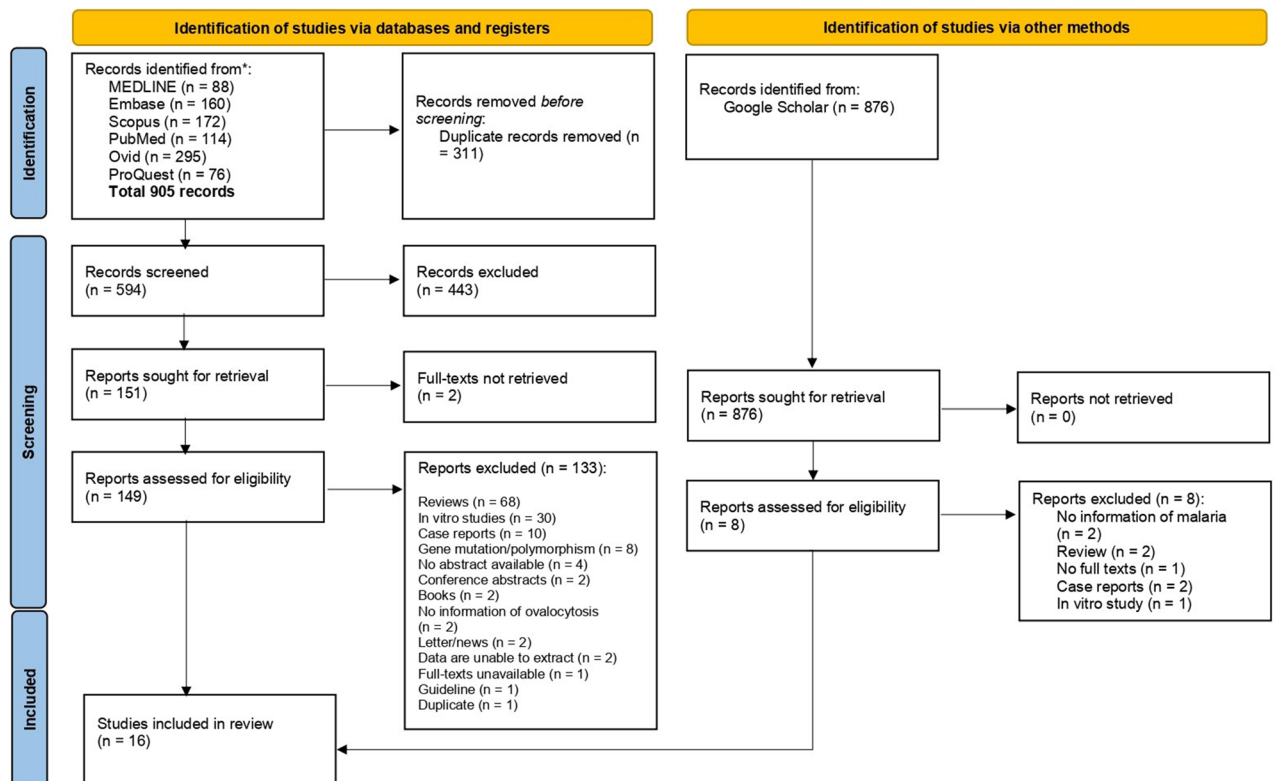 Identification of studies via databases and registers
Identification of studies via other methods
Identification
Records identified from*:
MEDLINE (n = 88)
Embase (n = 160)
Scopus (n = 172)
PubMed (n = 114)
Ovid (n = 295)
ProQuest (n = 76)
Total 905 records
Records removed before
screening:
Duplicate records removed (n
= 311)
Records identified from:
Google Scholar (n = 876)
Screening
Records screened
(n = 594)
Records excluded
(n = 443)
Reports sought for retrieval
(n = 151)
Full-texts not retrieved
(n = 2)
Reports sought for retrieval
(n = 876)
Reports not retrieved
(n = 0)
Reports assessed for eligibility
(n = 149)
Reports excluded (n = 133):
Reviews (n = 68)
In vitro studies (n = 30)
Case reports (n = 10)
Gene mutation/polymorphism (n = 8)
No abstract available (n = 4)
Conference abstracts (n = 2)
Books (n = 2)
No information of ovalocytosis
(n = 2)
Letter/news (n = 2)
Data are unable to extract (n = 2)
Full-texts unavailable (n = 1)
Guideline (n = 1)
Duplicate (n = 1)
Reports assessed for eligibility
(n = 8)
Reports excluded (n = 8):
No information of malaria
(n = 2)
Review (n = 2)
No full texts (n = 1)
Case reports (n = 2)
In vitro study (n = 1)
Included
Studies included in review
(n = 16)